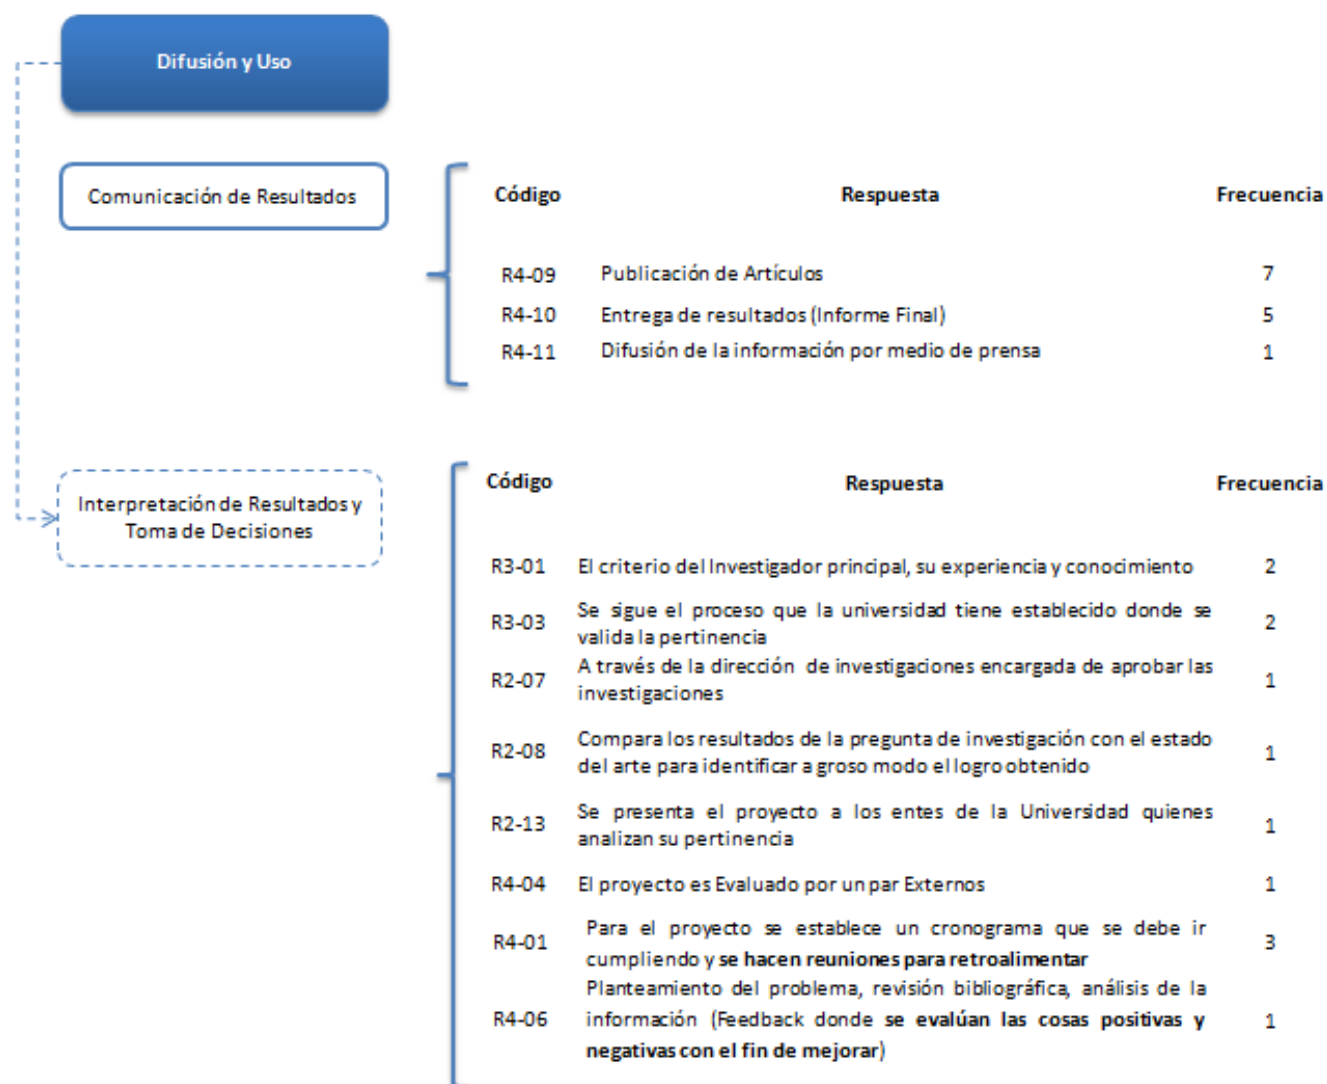 Difusión y Uso
Comunicación de Resultados
Código Respuesta Frecuencia
R4-09 Publicación de Artículos 7
R4-10 Entrega de resultados (Informe Final) 5
R4-11 Difusión de la información por medio de prensa 1
Interpretación de Resultados y
Toma de Decisiones
Código Respuesta Frecuencia
R3-01 El criterio del Investigador principal, su experiencia y conocimiento 2
R3-03 Se sigue el proceso que la universidad tiene establecido donde se
valida la pertinencia 2
R2-07 A través de la dirección de investigaciones encargada de aprobar las
investigaciones 1
R2-08 Compara los resultados de la pregunta de investigación con el estado
del arte para identificar a groso modo el logro obtenido 1
R2-13 Se presenta el proyecto a los entes de la Universidad quienes
analizan su pertinencia 1
R4-04 El proyecto es Evaluado por un par Externos 1
R4-01 Para el proyecto se establece un cronograma que se debe ir
cumpliendo y se hacen reuniones para retroalimentar 3
Planteamiento del problema, revisión bibliográfica, análisis de la
R4-06 información (Feedback donde se evalúan las cosas positivas y 1
negativas con el fin de mejorar)